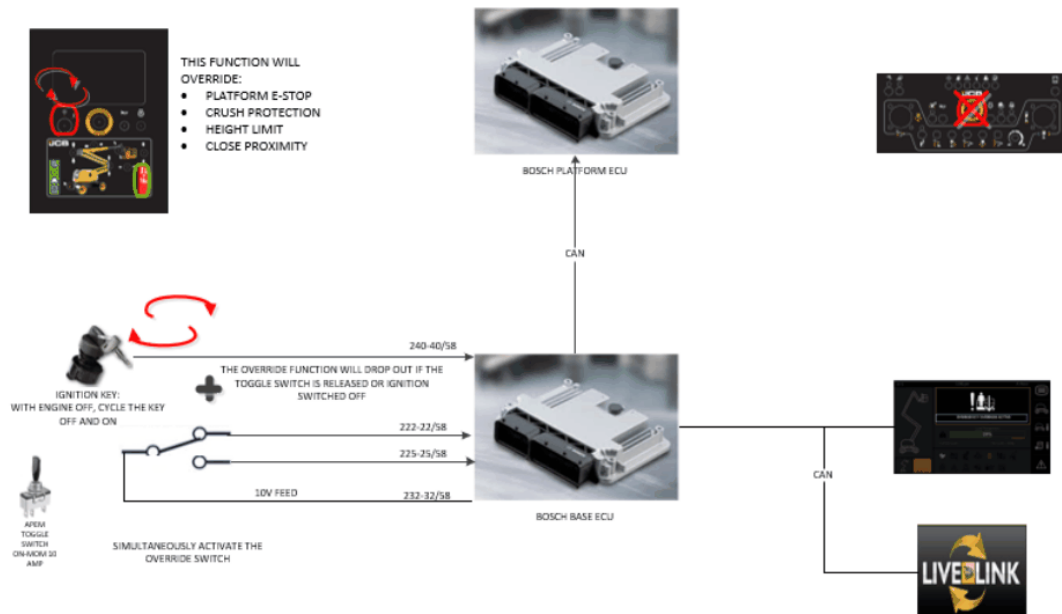 THIS FUNCTION WILL
OVERRIDE:
• PLATFORM E-STOP
• CRUSH PROTECTION
• HEIGHT LIMIT
• CLOSE PROXIMITY
JCB
BOSCH PLATFORM ECU
CAN
240-40/58
THE OVERRIDE FUNCTION WILL DROP OUT IF THE
TOGGLE SWITCH IS RELEASED OR IGNITION
SWITCHED OFF
IGNITION KEY:
WITH ENGINE OFF, CYCLE THE KEY
OFF AND ON
222-22/58
225-25/58
10V FEED
232-32/58
BOSCH BASE ECU
CAN
APEM
TOGGLE
SWITCH
ON-MOM 10
AMP
SIMULTANEOUSLY ACTIVATE THE
OVERRIDE SWITCH
LIVELINK